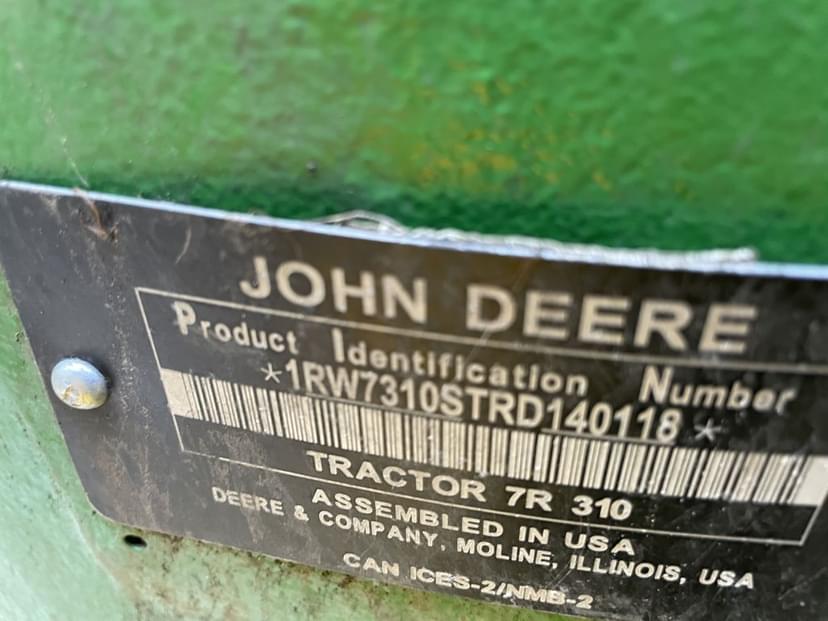 JOHN DEERE
Product Identification Number
*1RW7310STRD140118*
TRACTOR 7R 310
ASSEMBLED IN USA
DEERE & COMPANY, MOLINE, ILLINOIS, USA
CAN ICES-2/NMB-2